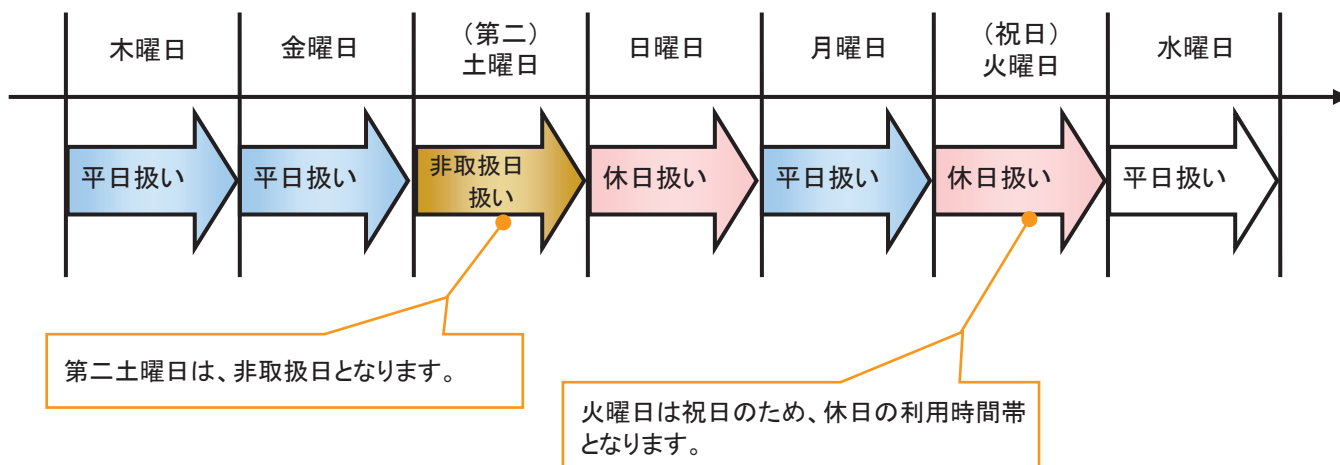 木曜日
金曜日
(第二)
土曜日
日曜日
月曜日
(祝日)
火曜日
水曜日
平日扱い
平日扱い
非取扱日
扱い
休日扱い
平日扱い
休日扱い
平日扱い
第二土曜日は、非取扱日となります。
火曜日は祝日のため、休日の利用時間帯
となります。